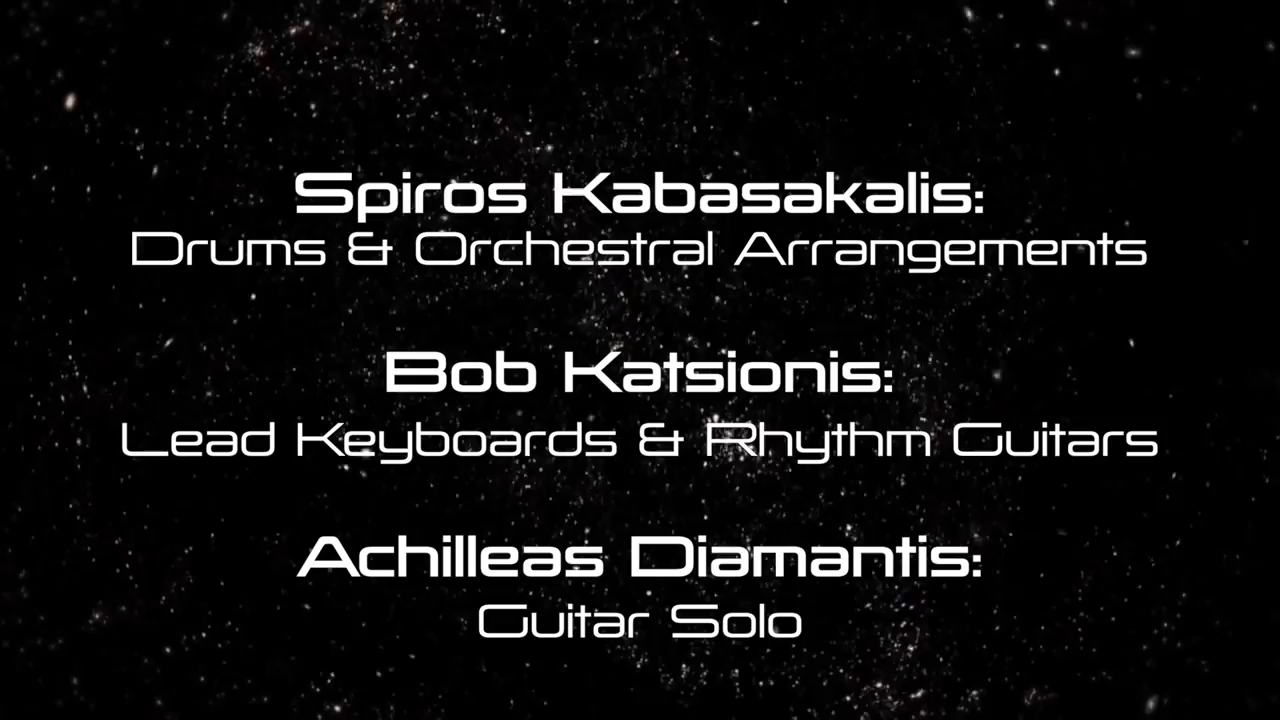 Spiros Kabasakalis:
Drums & Orchestral Arrangements
Bob Katsionis:
Lead Keyboards & Rhythm Guitars
Achilleas Diamantis:
Guitar Solo